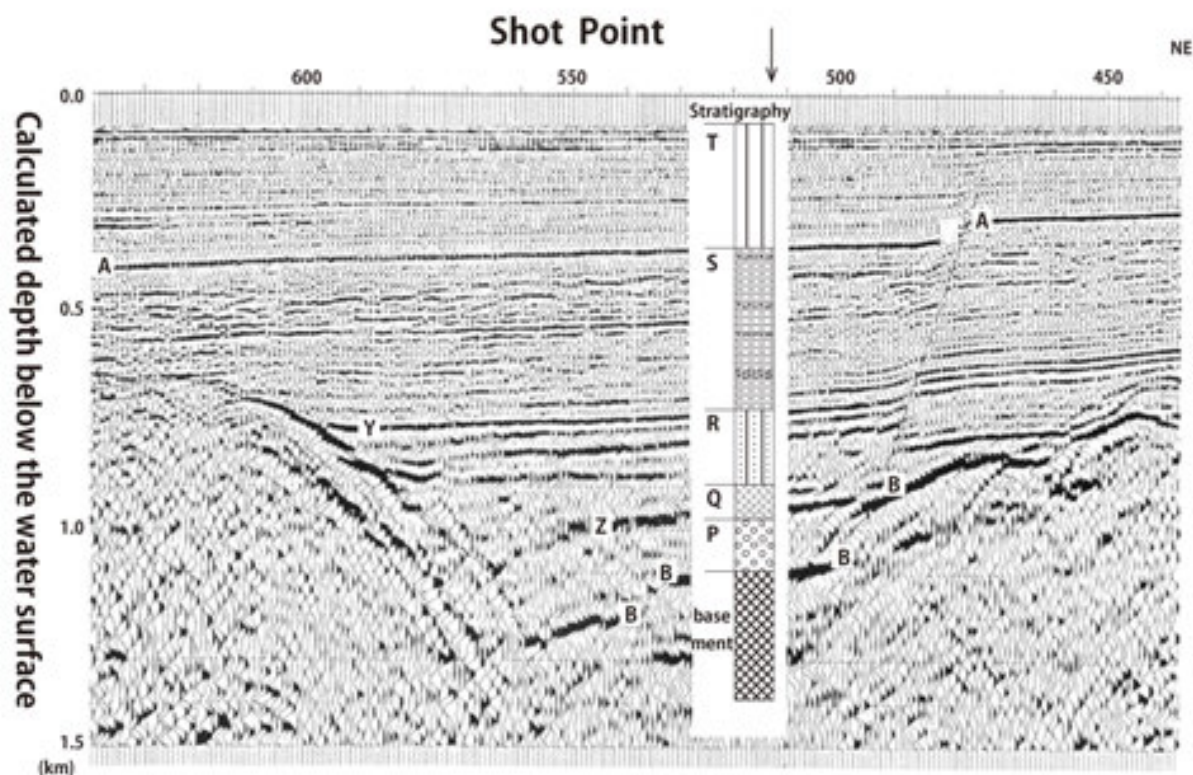 Shot Point
NE
600 550 500 450
0.0
Stratigraphy
T
A
A
S
0.5
Calculated depth below the water surface
R
Y
B
Q
Z
1.0
P
B
B
B
base
ment
1.5
(km)